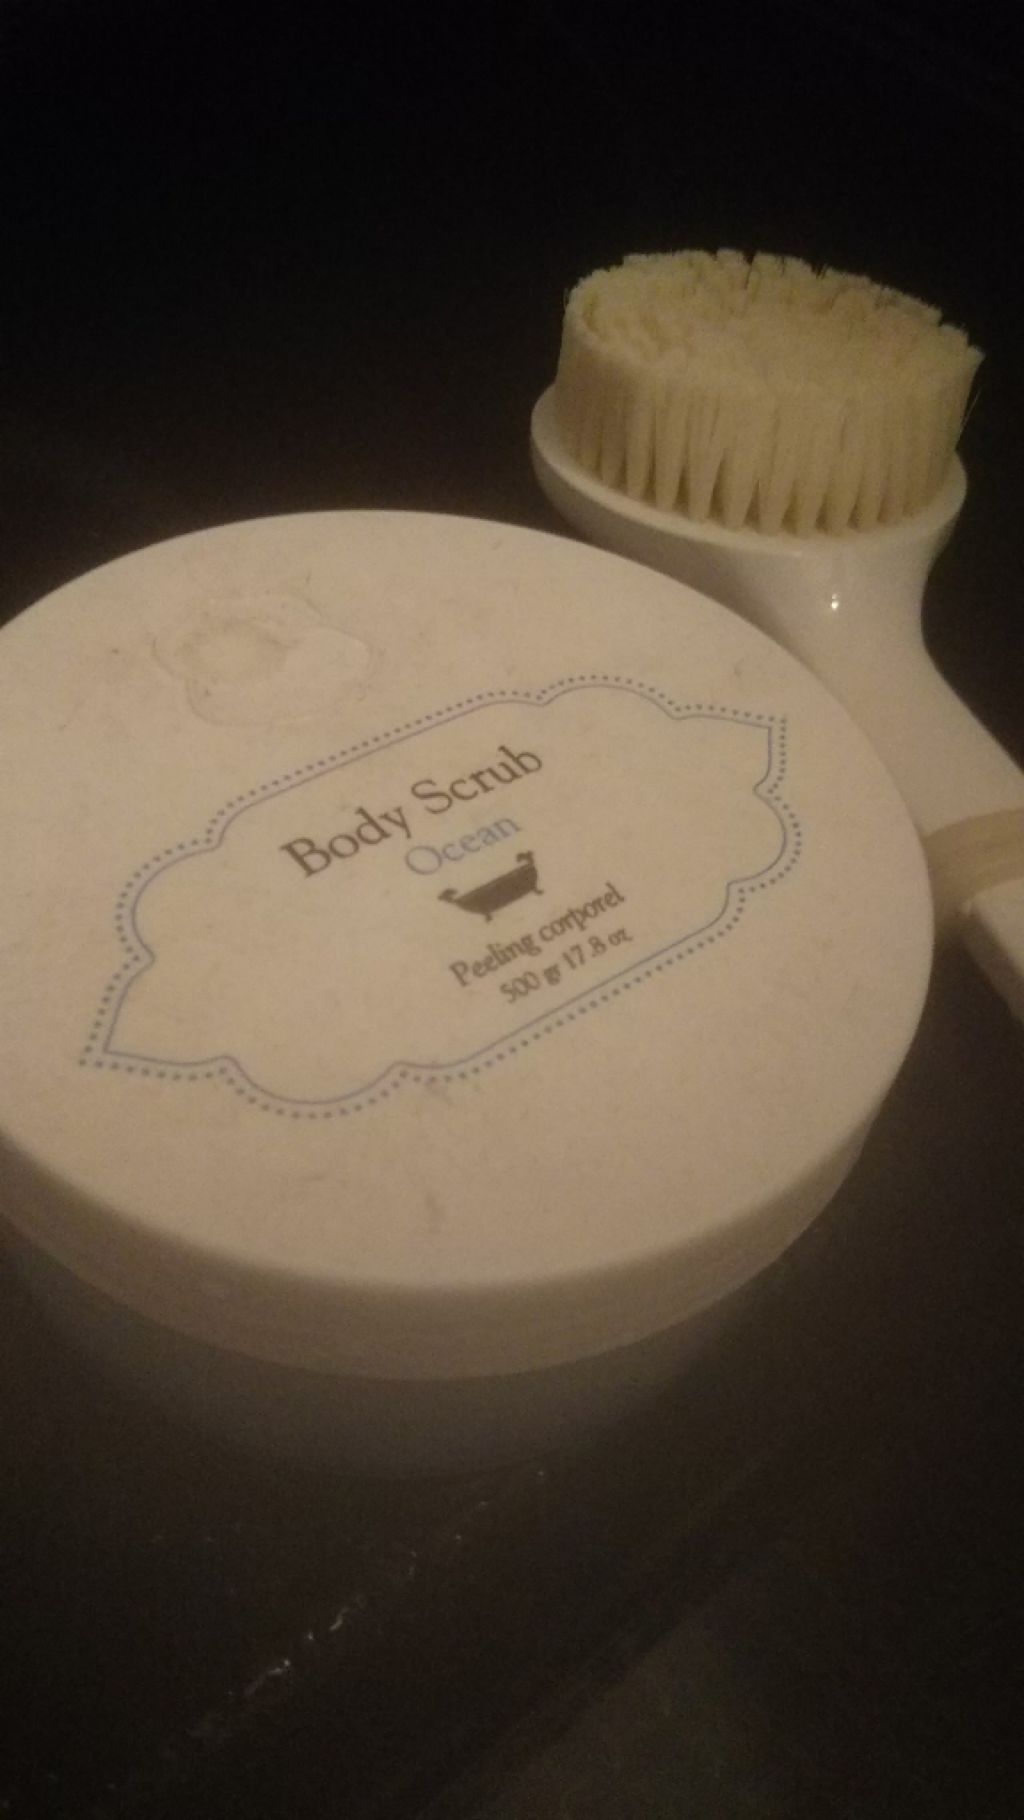 Body Scrub
Ocean
Peeling corporel
500 gr 17.8 oz